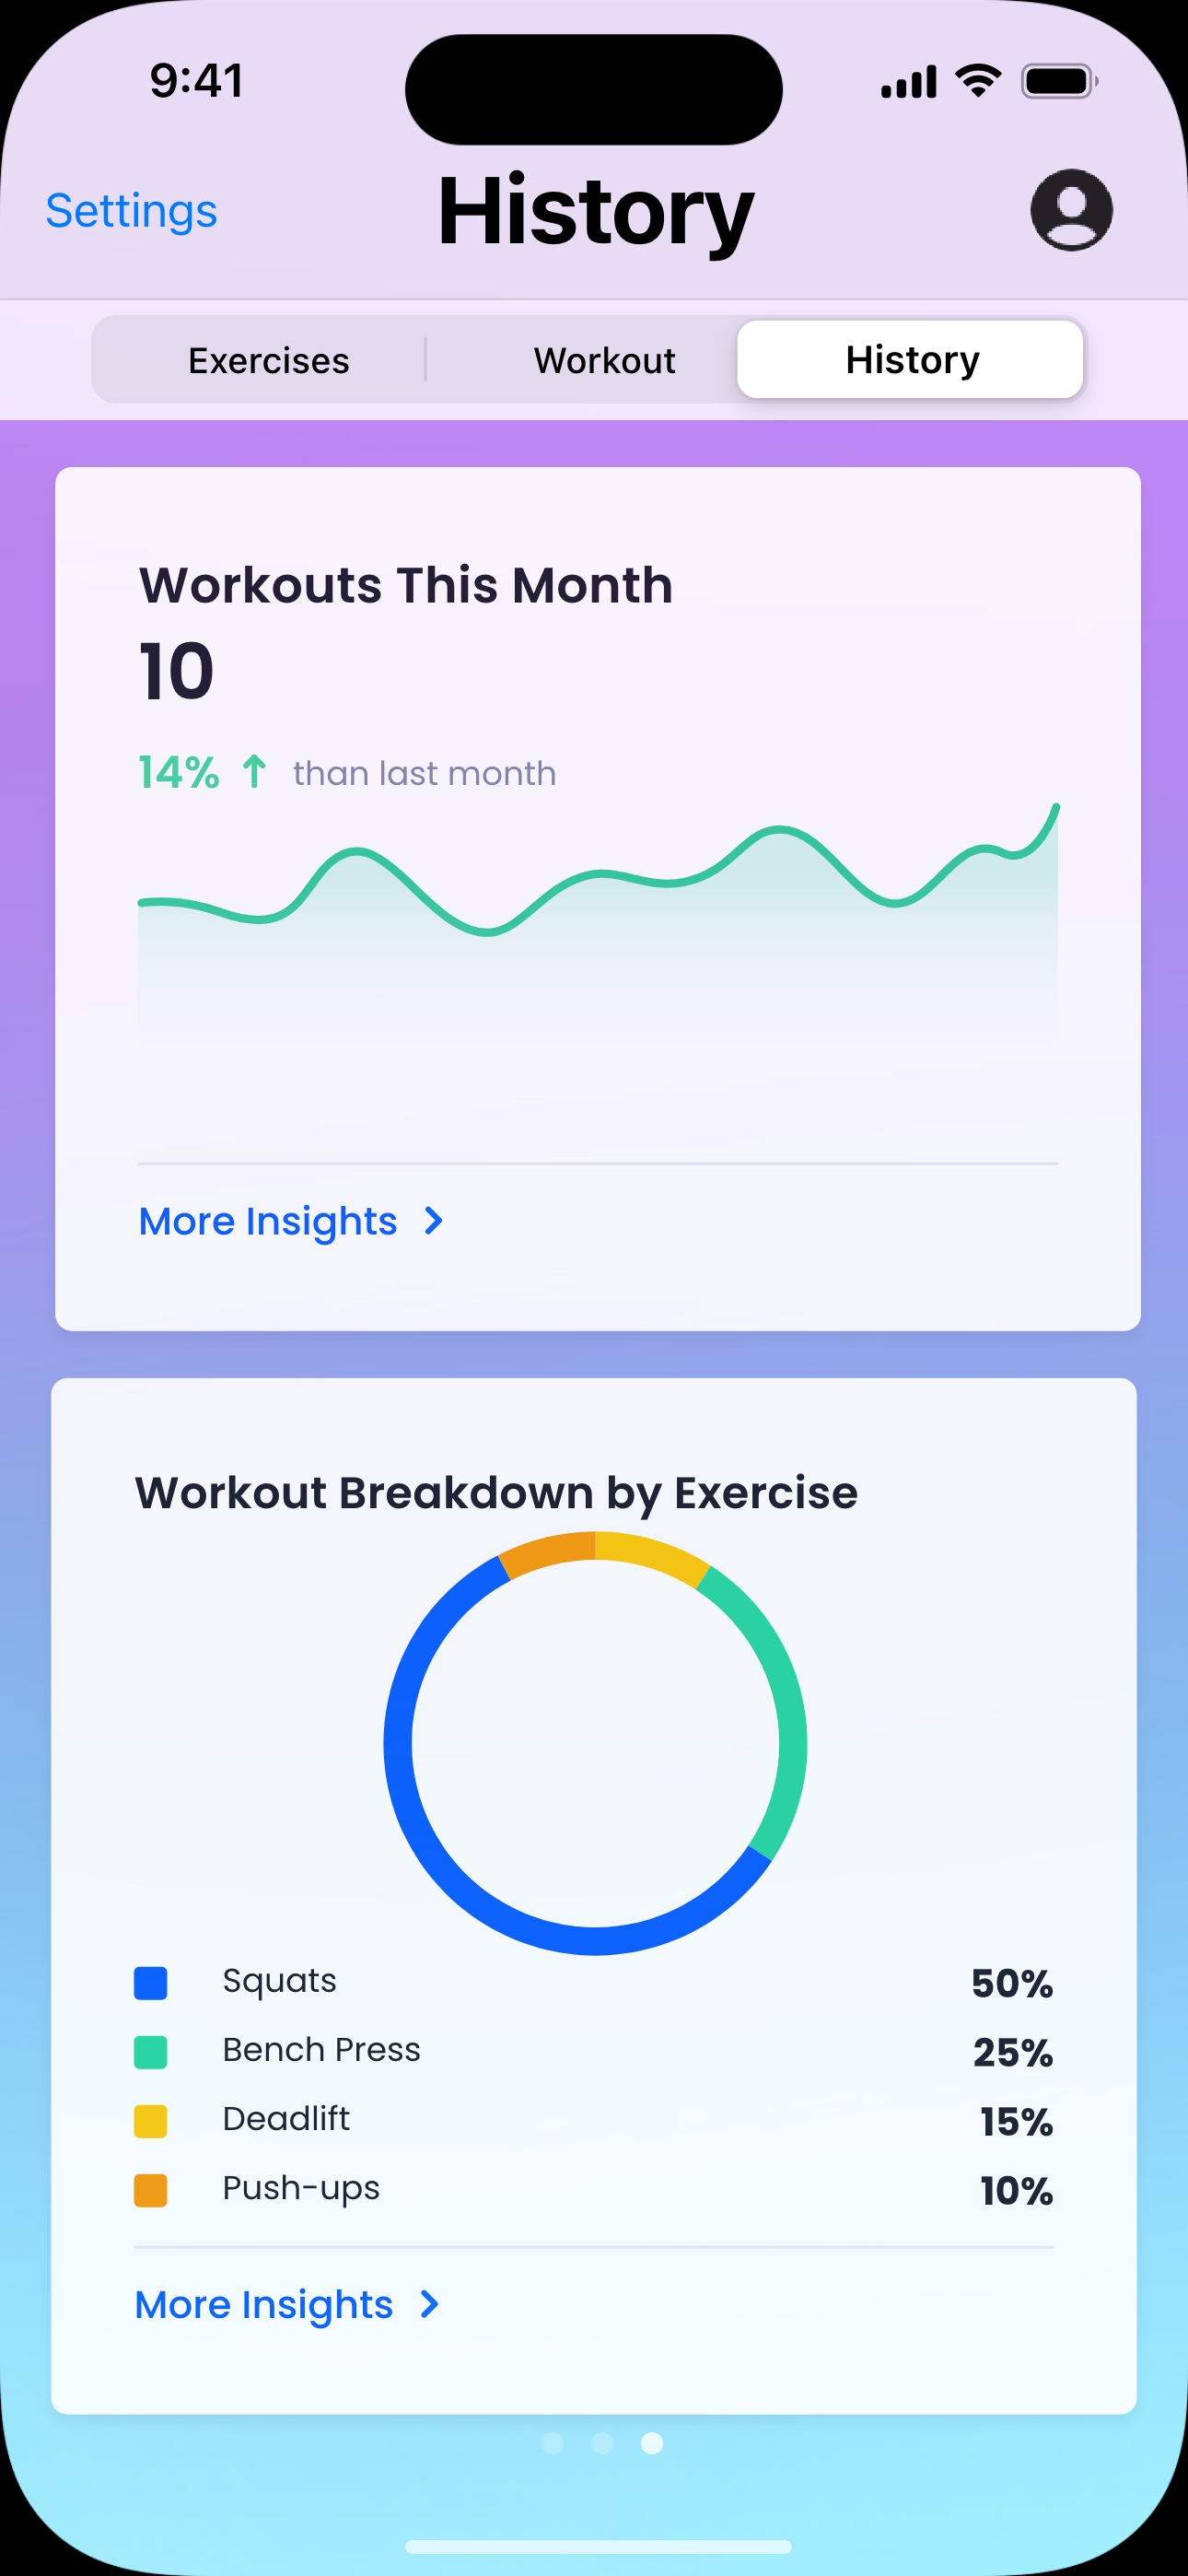 9:41
Settings
History
Exercises
Workout
History
Workouts This Month
10
14% ↑ than last month
More Insights >
Workout Breakdown by Exercise
Squats 50%
Bench Press 25%
Deadlift 15%
Push-ups 10%
More Insights >